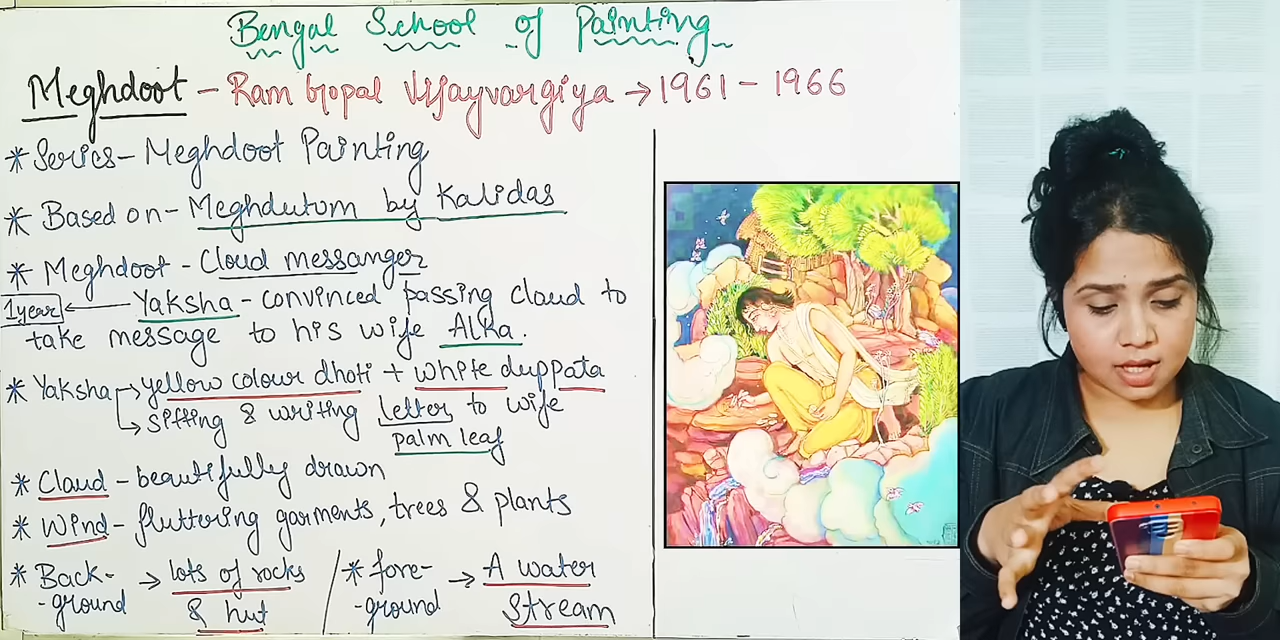 Bengal School of Painting
Meghdoot - Ram Gopal Vijayvargiya → 1961 - 1966
* Series - Meghdoot Painting
* Based on - Meghdutum by Kalidas
* Meghdoot - Cloud messanger
1 year ← Yaksha - convinced passing cloud to
take message to his wife Alka.
* Yaksha → yellow colour dhoti + white duppata
→ sitting & writing letter to wife
palm leaf
* Cloud - beautifully drawn
* Wind - fluttering garments, trees & plants
* Back-
-ground → lots of rocks
& hut
/ * fore-
-ground → A water
stream